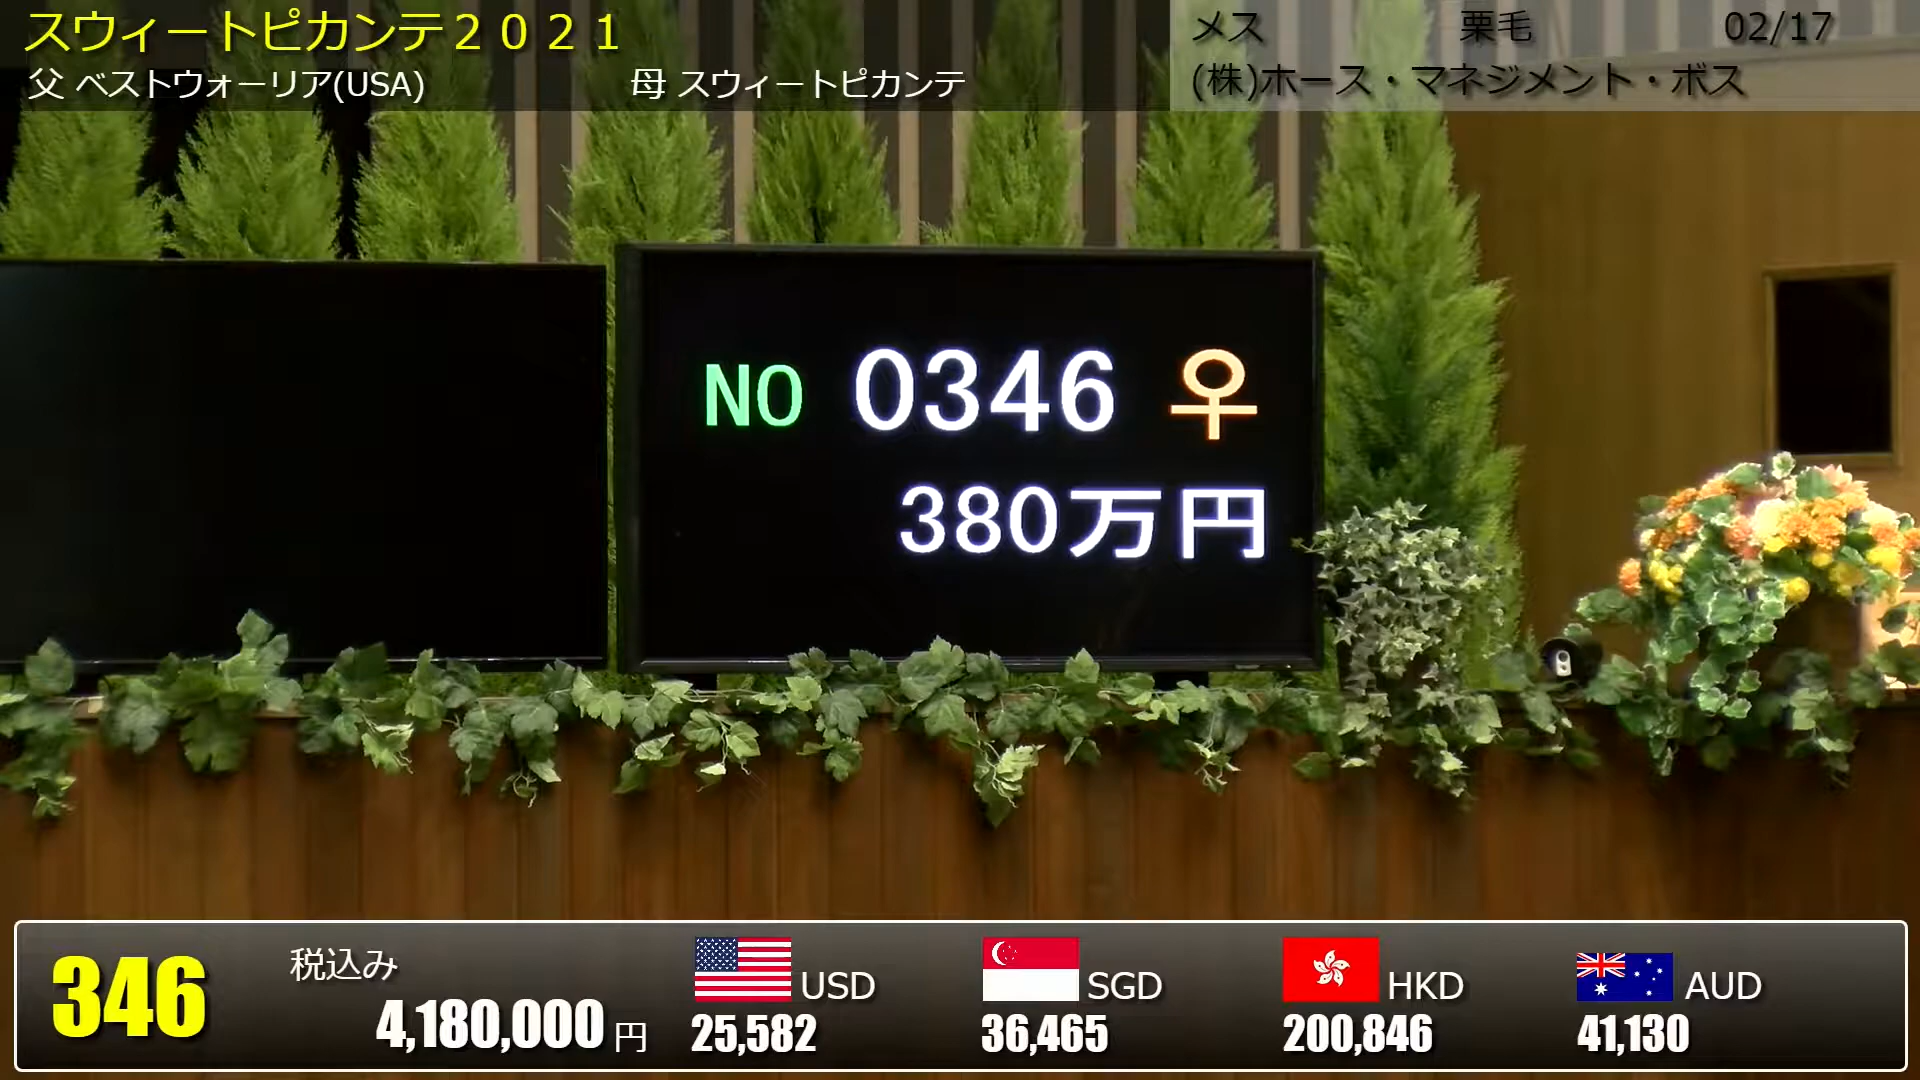 スウィートピカンテ２０２１
父 ベストウォーリア(USA) 母 スウィートピカンテ
メス 栗毛 02/17
(株)ホース・マネジメント・ボス
NO 0346 ♀
380万円
346
税込み
4,180,000 円
USD
25,582
SGD
36,465
HKD
200,846
AUD
41,130